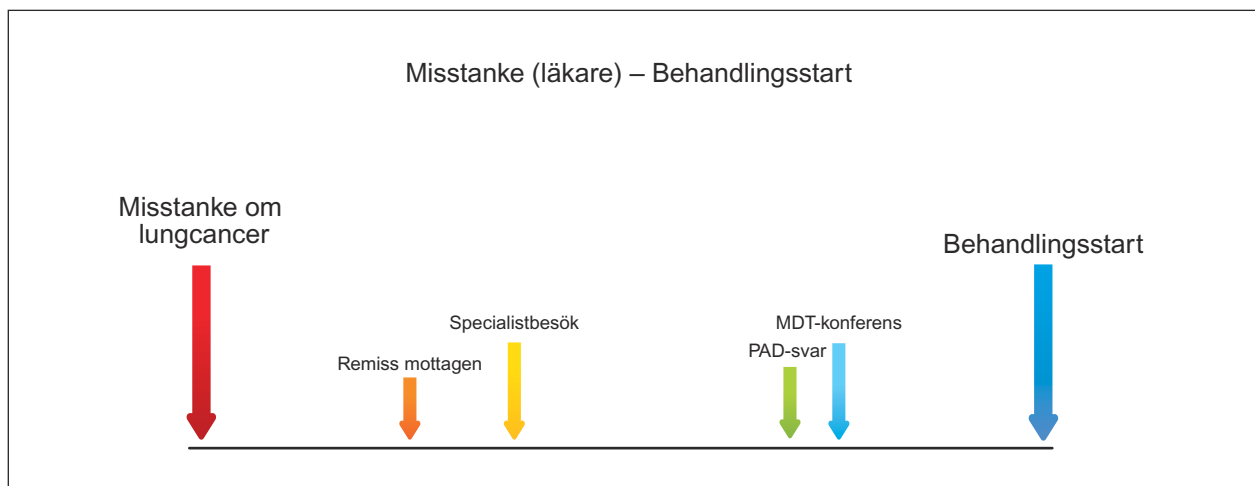 Misstanke (läkare) – Behandlingsstart
Misstanke om
lungcancer
Remiss mottagen
Specialistbesök
PAD-svar
MDT-konferens
Behandlingsstart